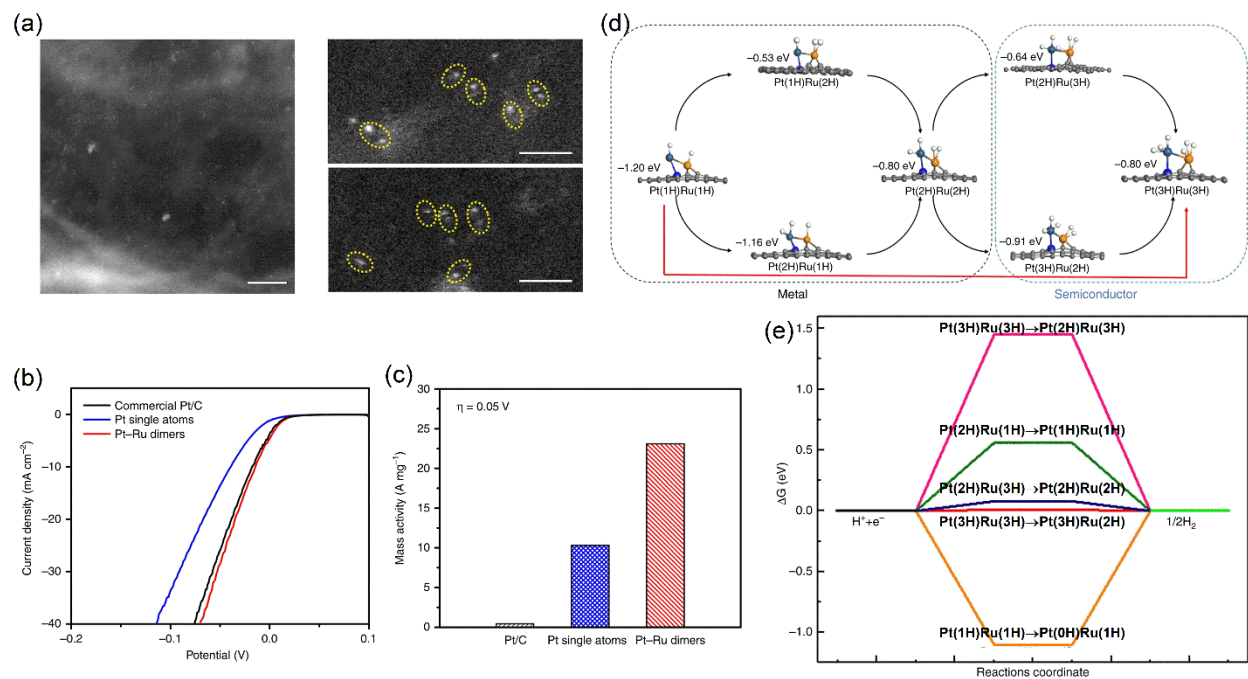 (a)
(d)
−0.53 eV
Pt(1H)Ru(2H)
−0.64 eV
Pt(2H)Ru(3H)
−1.20 eV
Pt(1H)Ru(1H)
−0.80 eV
Pt(2H)Ru(2H)
−0.80 eV
Pt(3H)Ru(3H)
−1.16 eV
Pt(2H)Ru(1H)
−0.91 eV
Pt(3H)Ru(2H)
Metal
Semiconductor
(b)
Commercial Pt/C
Pt single atoms
Pt–Ru dimers
0
−10
−20
−30
−40
Current density (mA cm⁻²)
−0.2
−0.1
0.0
0.1
Potential (V)
(c)
η = 0.05 V
30
25
20
15
10
5
0
Mass activity (A mg⁻¹)
Pt/C
Pt single atoms
Pt–Ru dimers
(e)
1.5
1.0
0.5
0.0
−0.5
−1.0
ΔG (eV)
Pt(3H)Ru(3H)→Pt(2H)Ru(3H)
Pt(2H)Ru(1H)→Pt(1H)Ru(1H)
Pt(2H)Ru(3H)→Pt(2H)Ru(2H)
H⁺+e⁻
Pt(3H)Ru(3H)→Pt(3H)Ru(2H)
1/2H₂
Pt(1H)Ru(1H)→Pt(0H)Ru(1H)
Reactions coordinate